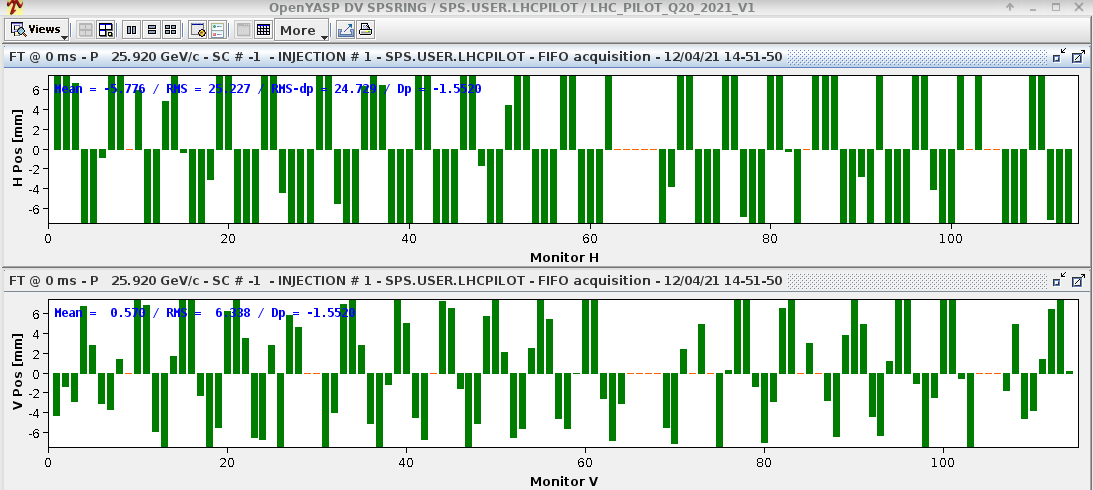 OpenYASP DV SPSRING / SPS.USER.LHCPILOT / LHC_PILOT_Q20_2021_V1
Views
More
FT @ 0 ms - P 25.920 GeV/c - SC # -1 - INJECTION # 1 - SPS.USER.LHCPILOT - FIFO acquisition - 12/04/21 14-51-50
Mean = -5.776 / RMS = 25.227 / RMS-dp = 24.729 / Dp = -1.5520
H Pos [mm]
6
4
2
0
-2
-4
-6
0 20 40 60 80 100
Monitor H
FT @ 0 ms - P 25.920 GeV/c - SC # -1 - INJECTION # 1 - SPS.USER.LHCPILOT - FIFO acquisition - 12/04/21 14-51-50
Mean = 0.570 / RMS = 6.338 / Dp = -1.5520
V Pos [mm]
6
4
2
0
-2
-4
-6
0 20 40 60 80 100
Monitor V